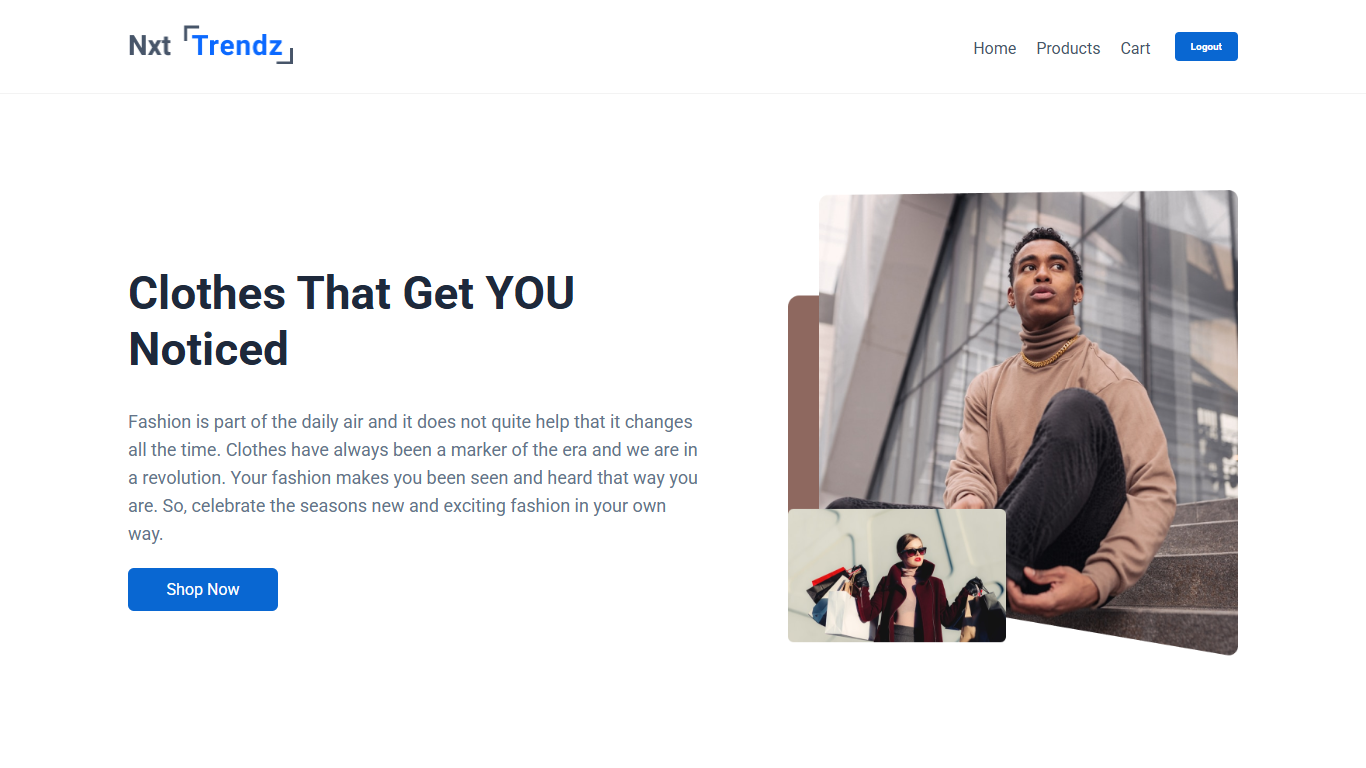 Nxt Trendz
Home Products Cart Logout
Clothes That Get YOU
Noticed
Fashion is part of the daily air and it does not quite help that it changes
all the time. Clothes have always been a marker of the era and we are in
a revolution. Your fashion makes you been seen and heard that way you
are. So, celebrate the seasons new and exciting fashion in your own
way.
Shop Now